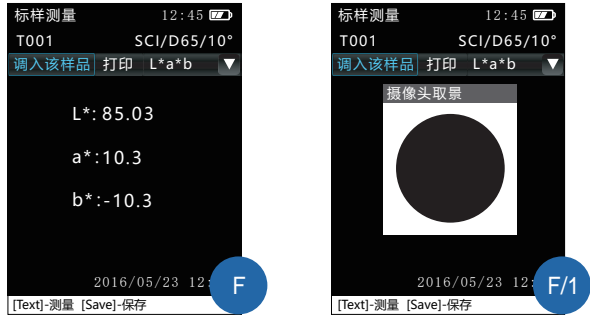 标样测量 12:45
T001 SCI/D65/10°
调入该样品 打印 L*a*b ▼
L*: 85.03
a*:10.3
b*:-10.3
2016/05/23 12:
[Text]-测量 [Save]-保存
F
标样测量 12:45
T001 SCI/D65/10°
调入该样品 打印 L*a*b ▼
摄像头取景
2016/05/23 12:
[Text]-测量 [Save]-保存
F/1